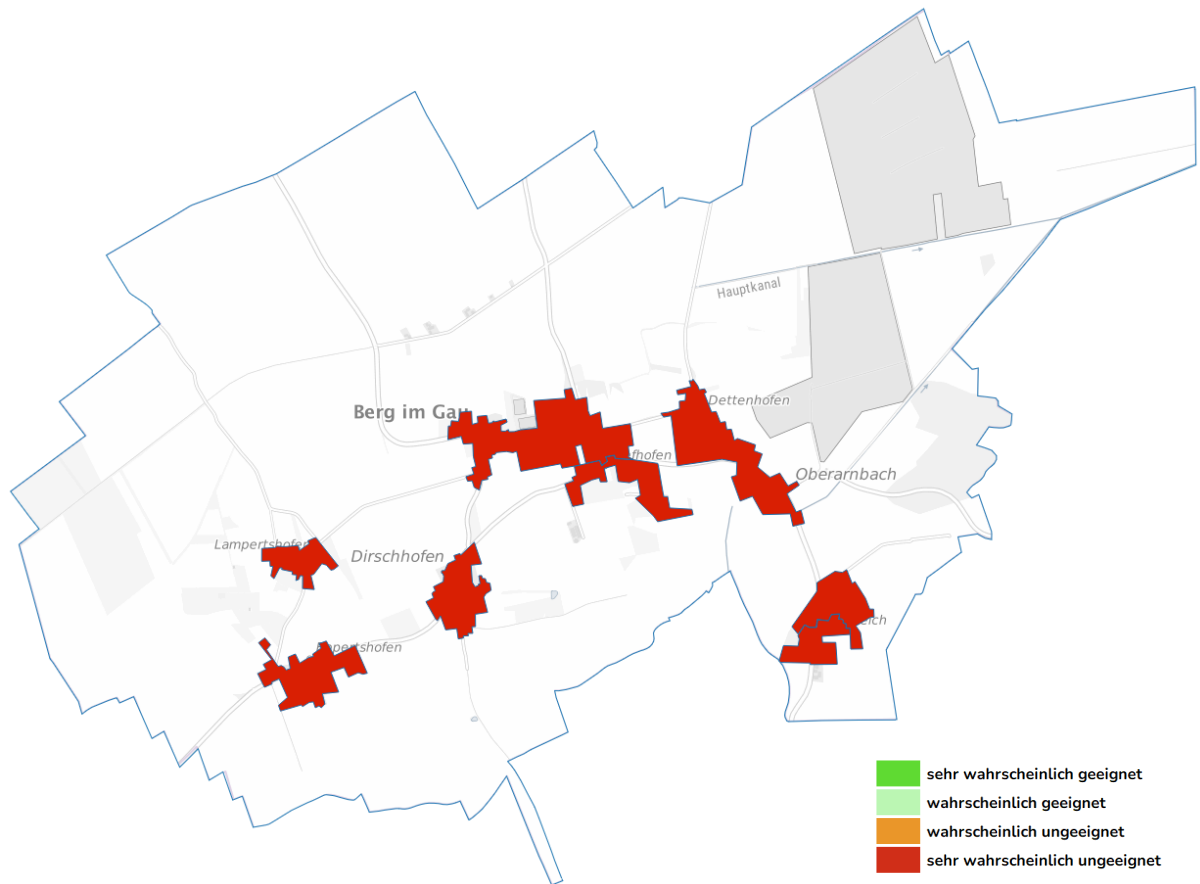 Hauptkanal
Dettenhofen
Berg im Gau
Oberarnbach
Lampertshofen
Dirschhofen
sehr wahrscheinlich geeignet
wahrscheinlich geeignet
wahrscheinlich ungeeignet
sehr wahrscheinlich ungeeignet